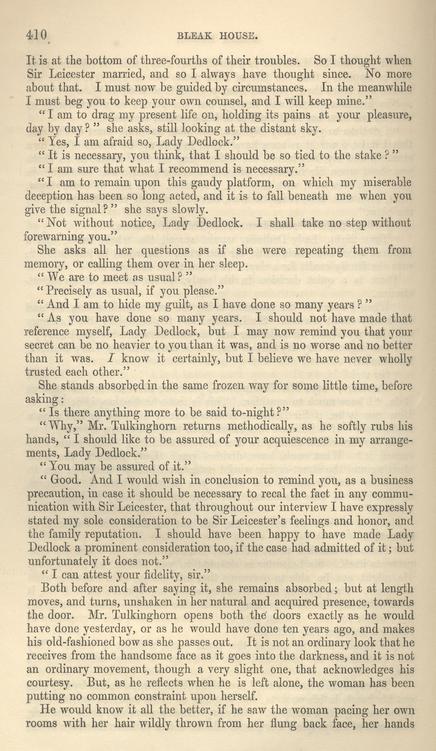 410 BLEAK HOUSE.
It is at the bottom of three-fourths of their troubles. So I thought when
Sir Leicester married, and so I always have thought since. No more
about that. I must now be guided by circumstances. In the meanwhile
I must beg you to keep your own counsel, and I will keep mine."
"I am to drag my present life on, holding its pains at your pleasure,
day by day?" she asks, still looking at the distant sky.
"Yes, I am afraid so, Lady Dedlock."
"It is necessary, you think, that I should be so tied to the stake?"
"I am sure that what I recommend is necessary."
"I am to remain upon this gaudy platform, on which my miserable
deception has been so long acted, and it is to fall beneath me when you
give the signal?" she says slowly.
"Not without notice, Lady Dedlock. I shall take no step without
forewarning you."
She asks all her questions as if she were repeating them from
memory, or calling them over in her sleep.
"We are to meet as usual?"
"Precisely as usual, if you please."
"And I am to hide my guilt, as I have done so many years?"
"As you have done so many years. I should not have made that
reference myself, Lady Dedlock, but I may now remind you that your
secret can be no heavier to you than it was, and is no worse and no better
than it was. I know it certainly, but I believe we have never wholly
trusted each other."
She stands absorbed in the same frozen way for some little time, before
asking:
"Is there anything more to be said to-night?"
"Why," Mr. Tulkinghorn returns methodically, as he softly rubs his
hands, "I should like to be assured of your acquiescence in my arrange-
ments, Lady Dedlock."
"You may be assured of it."
"Good. And I would wish in conclusion to remind you, as a business
precaution, in case it should be necessary to recal the fact in any commu-
nication with Sir Leicester, that throughout our interview I have expressly
stated my sole consideration to be Sir Leicester's feelings and honor, and
the family reputation. I should have been happy to have made Lady
Dedlock a prominent consideration too, if the case had admitted of it; but
unfortunately it does not."
"I can attest your fidelity, sir."
Both before and after saying it, she remains absorbed; but at length
moves, and turns, unshaken in her natural and acquired presence, towards
the door. Mr. Tulkinghorn opens both the doors exactly as he would
have done yesterday, or as he would have done ten years ago, and makes
his old-fashioned bow as she passes out. It is not an ordinary look that he
receives from the handsome face as it goes into the darkness, and it is not
an ordinary movement, though a very slight one, that acknowledges his
courtesy. But, as he reflects when he is left alone, the woman has been
putting no common constraint upon herself.
He would know it all the better, if he saw the woman pacing her own
rooms with her hair wildly thrown from her flung back face, her hands